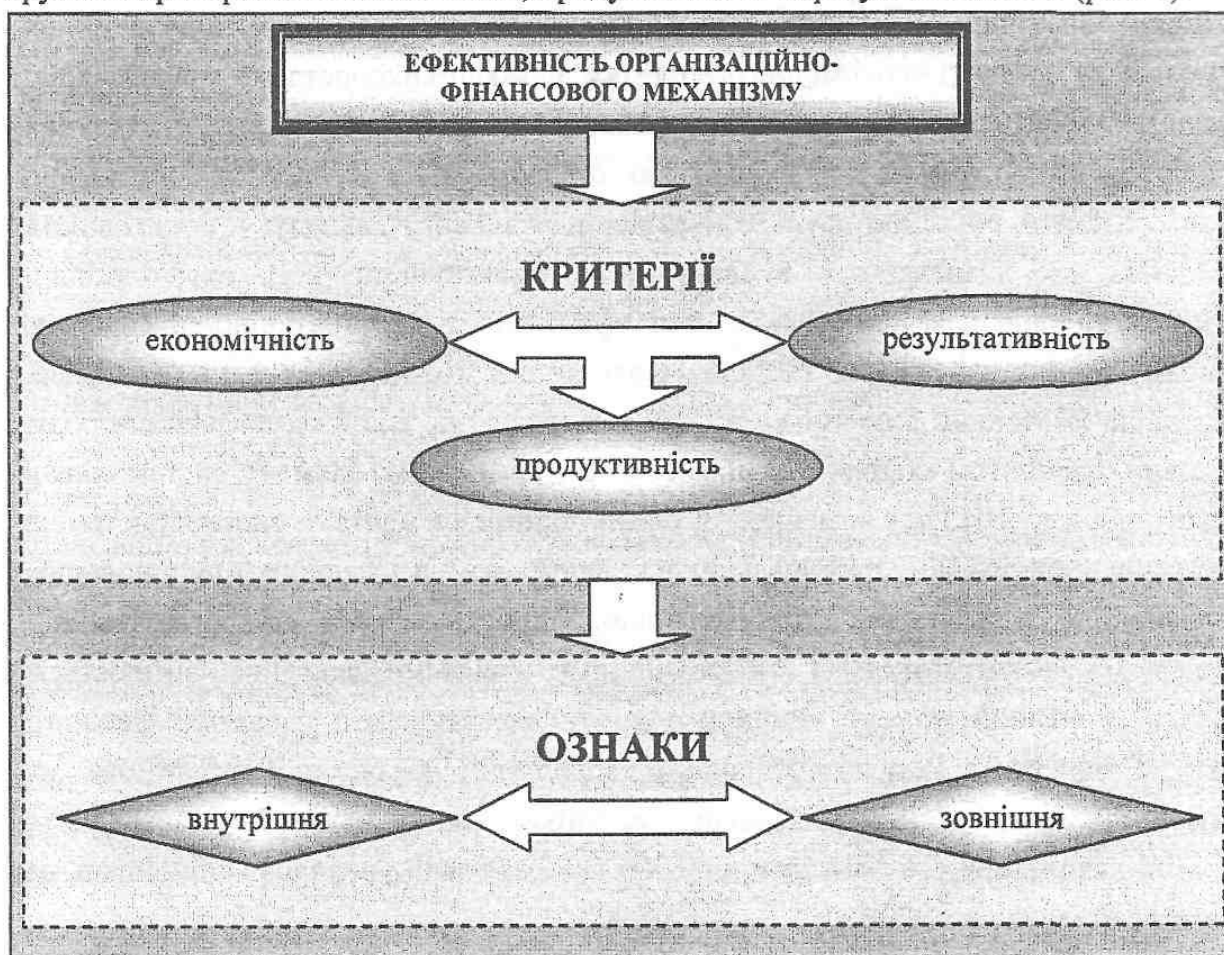 ЕФЕКТИВНІСТЬ ОРГАНІЗАЦІЙНО-
ФІНАНСОВОГО МЕХАНІЗМУ
КРИТЕРІЇ
економічність
результативність
продуктивність
ОЗНАКИ
внутрішня
зовнішня